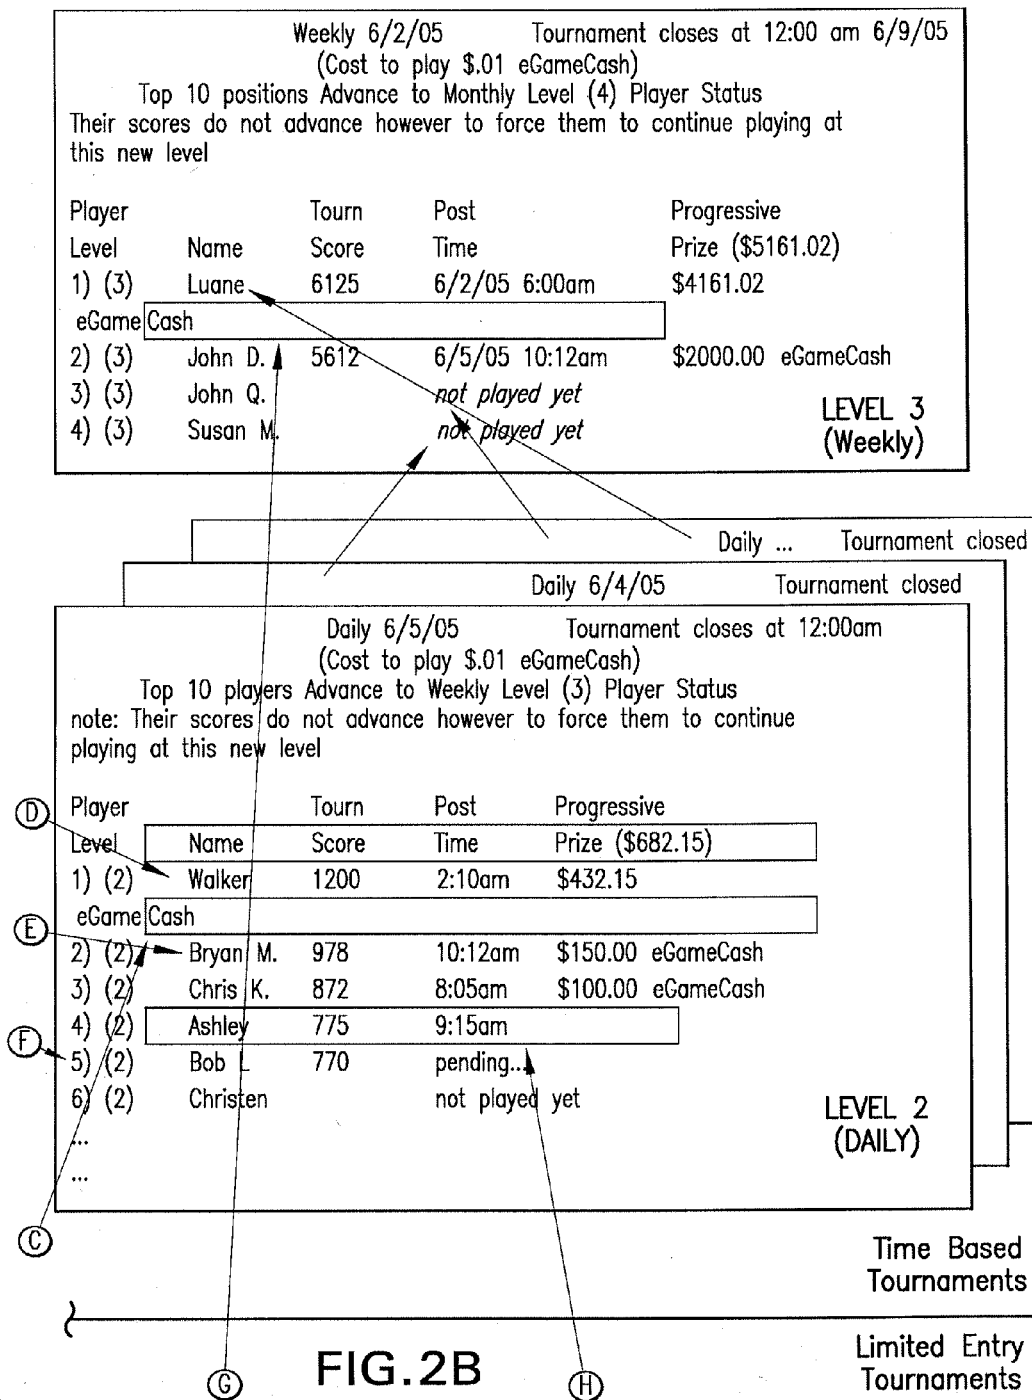 Weekly 6/2/05 Tournament closes at 12:00 am 6/9/05
(Cost to play $.01 eGameCash)
Top 10 positions Advance to Monthly Level (4) Player Status
Their scores do not advance however to force them to continue playing at
this new level
Player Tourn Post Progressive
Level Name Score Time Prize ($5161.02)
1) (3) Luane 6125 6/2/05 6:00am $4161.02
eGame Cash
2) (3) John D. 5612 6/5/05 10:12am $2000.00 eGameCash
3) (3) John Q. not played yet
4) (3) Susan M. not played yet
LEVEL 3
(Weekly)
Daily ... Tournament closed
Daily 6/4/05 Tournament closed
Daily 6/5/05 Tournament closes at 12:00am
(Cost to play $.01 eGameCash)
Top 10 players Advance to Weekly Level (3) Player Status
note: Their scores do not advance however to force them to continue
playing at this new level
Player Tourn Post Progressive
D
Level Name Score Time Prize ($682.15)
1) (2) Walker 1200 2:10am $432.15
eGame Cash
E
2) (2) Bryan M. 978 10:12am $150.00 eGameCash
3) (2) Chris K. 872 8:05am $100.00 eGameCash
4) (2) Ashley 775 9:15am
F
5) (2) Bob L 770 pending...
6) (2) Christen not played yet
...
...
LEVEL 2
(DAILY)
C
Time Based
Tournaments
Limited Entry
Tournaments
FIG.2B
G H